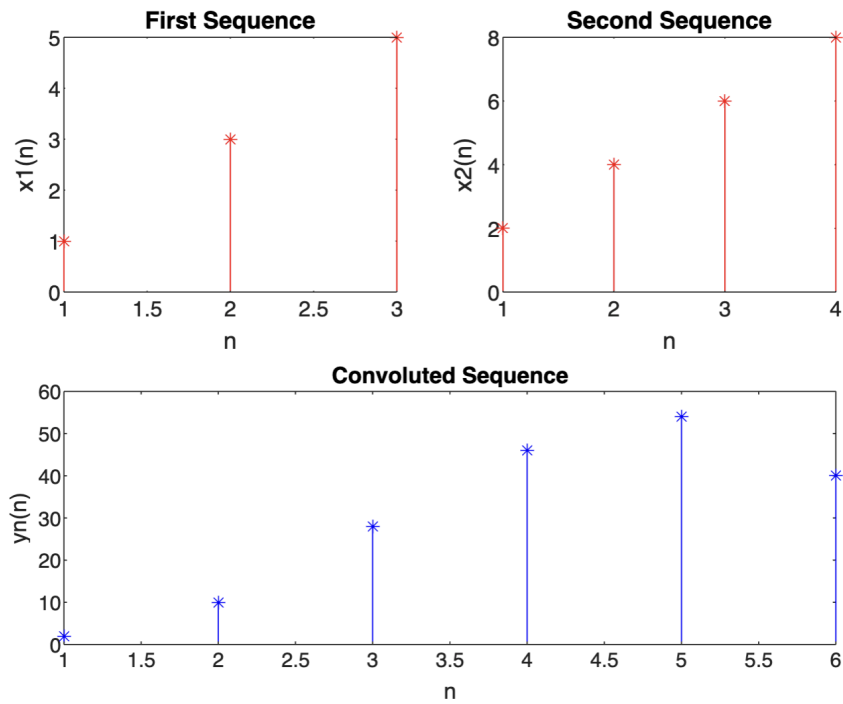 First Sequence
5
4
3
2
1
0
x1(n)
1 1.5 2 2.5 3
n
Second Sequence
8
6
4
2
0
x2(n)
1 2 3 4
n
Convoluted Sequence
60
50
40
30
20
10
0
yn(n)
1 1.5 2 2.5 3 3.5 4 4.5 5 5.5 6
n